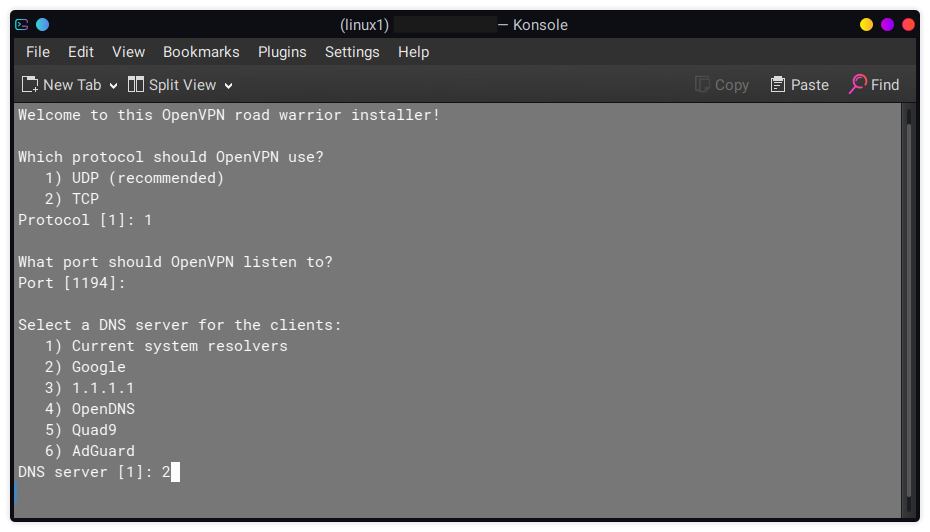 (linux1) — Konsole
File Edit View Bookmarks Plugins Settings Help
New Tab Split View Copy Paste Find
Welcome to this OpenVPN road warrior installer!
Which protocol should OpenVPN use?
1) UDP (recommended)
2) TCP
Protocol [1]: 1
What port should OpenVPN listen to?
Port [1194]:
Select a DNS server for the clients:
1) Current system resolvers
2) Google
3) 1.1.1.1
4) OpenDNS
5) Quad9
6) AdGuard
DNS server [1]: 2